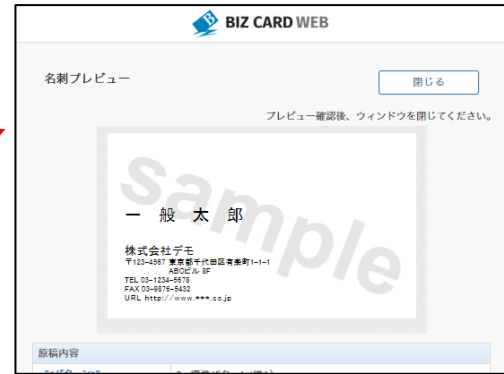 BIZ CARD WEB
名刺プレビュー
閉じる
プレビュー確認後、ウィンドウを閉じてください。
sample
一 般 太 郎
株式会社デモ
〒123-4567 東京都千代田区有楽町1-1-1
ABCビル 8F
TEL 03-1234-5678
FAX 03-9876-5432
URL http://www.***.co.jp
原稿内容